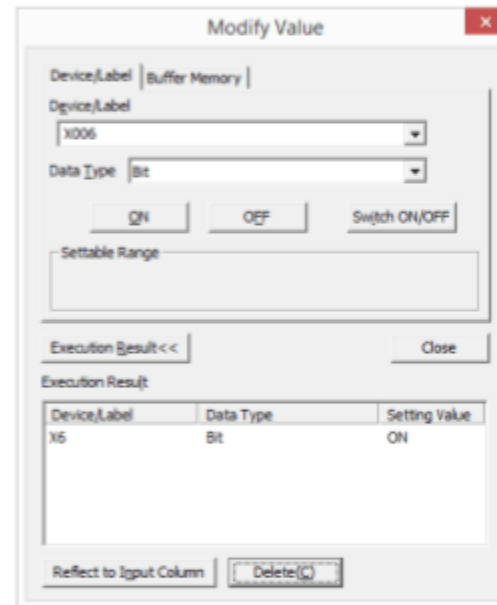 Modify Value
Device/Label Buffer Memory
Device/Label
X006
Data Type Bit
ON OFF Switch ON/OFF
Settable Range
Execution Result<< Close
Execution Result
Device/Label Data Type Setting Value
X6 Bit ON
Reflect to Input Column Delete(C)